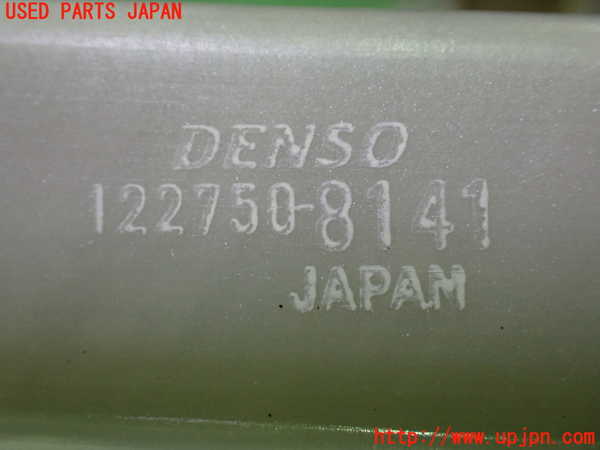 USED PARTS JAPAN
DENSO
122750-8141
JAPAN
http://www.upjpn.com